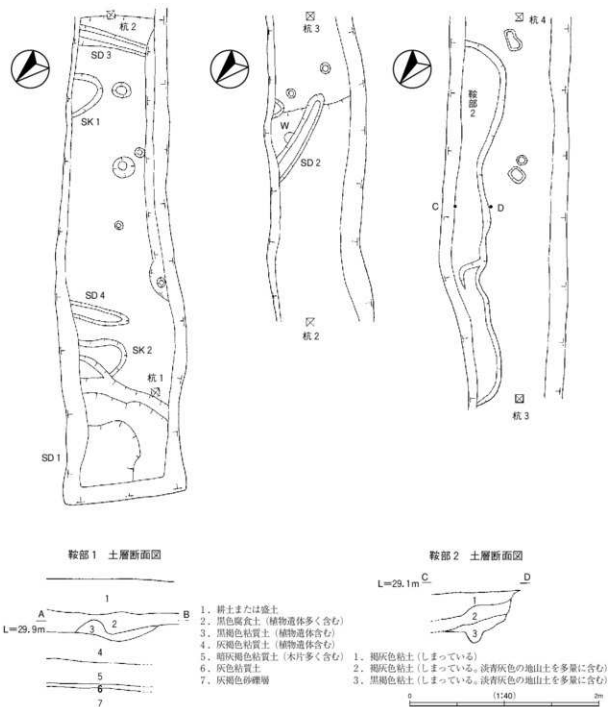 杭 2
SD 3
SK 1
SD 4
SK 2
杭 1
SD 1
杭 3
W
SD 2
杭 2
杭 4
鞍部 2
C
D
杭 3
鞍部 1 土層断面図
1
A
B
L=29.9m
2
3
4
5
6
7
1. 耕土または盛土
2. 黒色腐食土（植物遺体多く含む）
3. 黒褐色粘質土（植物遺体含む）
4. 灰褐色粘質土（植物遺体含む）
5. 暗灰褐色粘質土（木片多く含む）
6. 灰色粘質土
7. 灰褐色砂礫層
鞍部 2 土層断面図
L=29.1m
C
D
1
2
3
1. 褐灰色粘土（しまっている）
2. 褐灰色粘土（しまっている。淡青灰色の地山土を多量に含む）
3. 黒褐色粘土（しまっている。淡青灰色の地山土を多量に含む）
0
(1:40)
2m